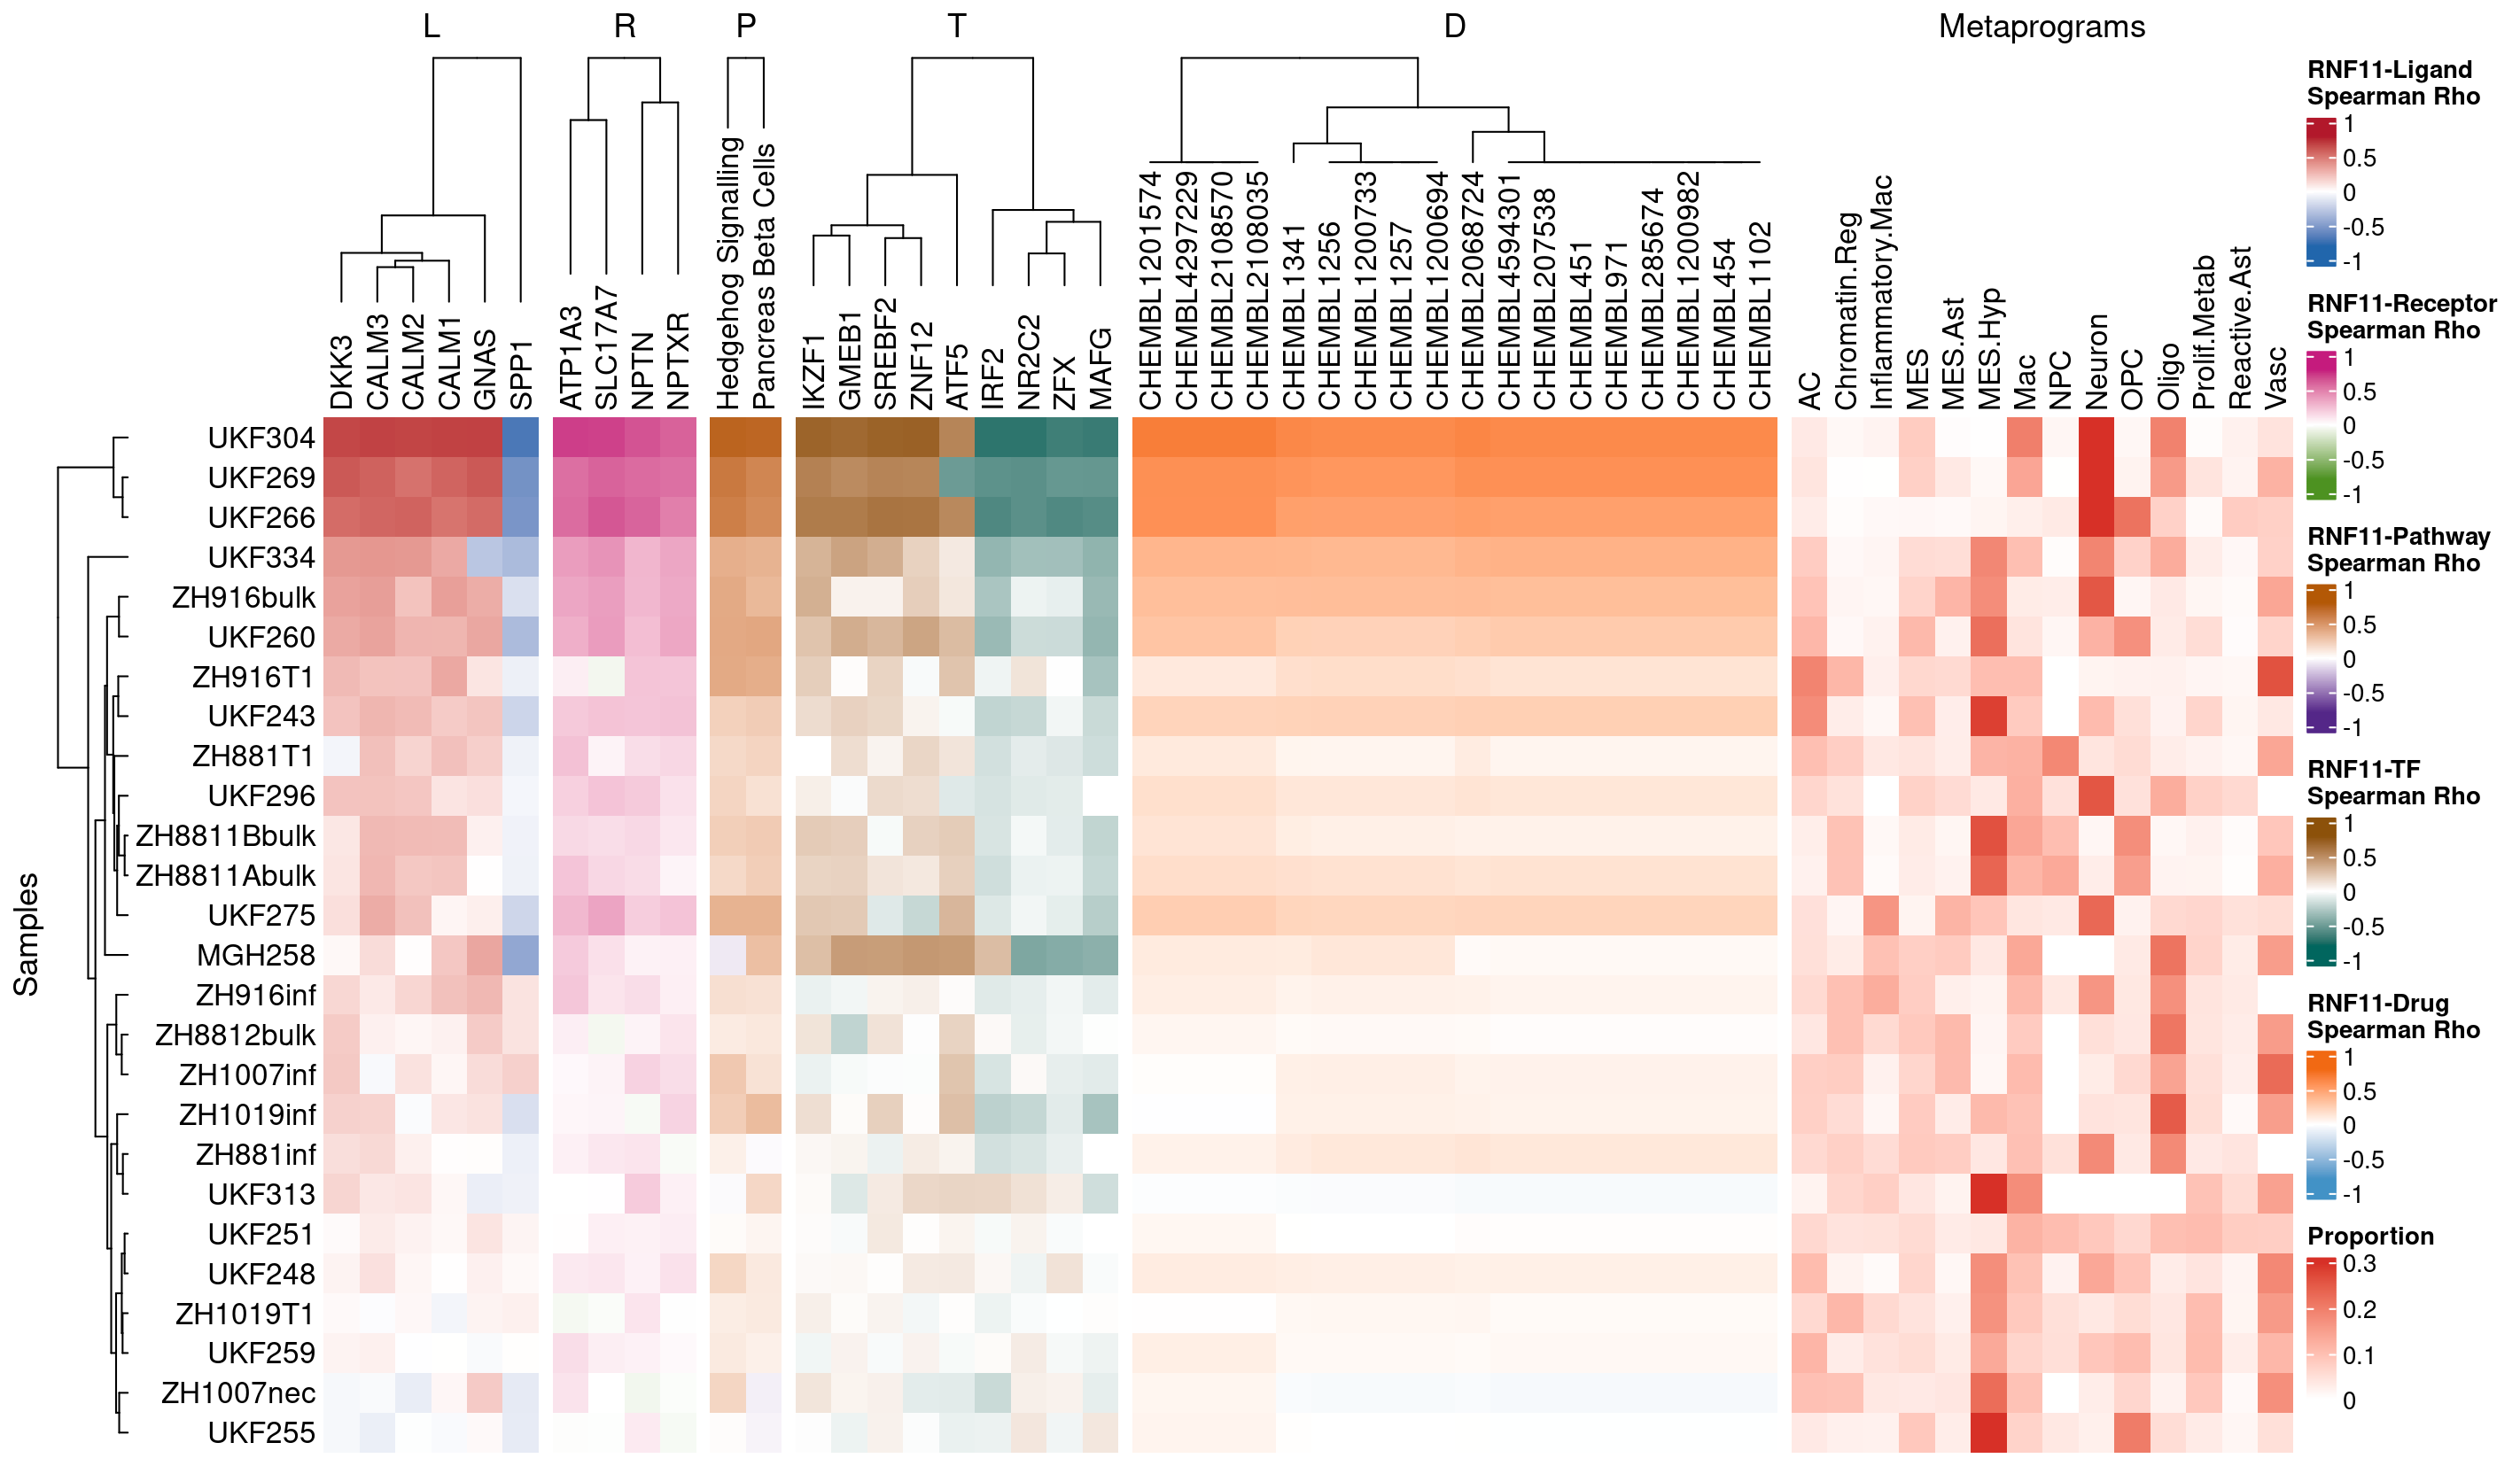 L R P T D Metaprograms
DKK3
CALM3
CALM2
CALM1
GNAS
SPP1
ATP1A3
SLC17A7
NPTN
NPTXR
Hedgehog Signalling
Pancreas Beta Cells
IKZF1
GMEB1
SREBF2
ZNF12
ATF5
IRF2
NR2C2
ZFX
MAFG
CHEMBL1201574
CHEMBL4297229
CHEMBL2108570
CHEMBL2108035
CHEMBL1341
CHEMBL1256
CHEMBL1200733
CHEMBL1257
CHEMBL1200694
CHEMBL2068724
CHEMBL4594301
CHEMBL2207538
CHEMBL451
CHEMBL971
CHEMBL285674
CHEMBL1200982
CHEMBL454
CHEMBL1102
AC
Chromatin.Reg
Inflammatory.Mac
MES
MES.Ast
MES.Hyp
Mac
NPC
Neuron
OPC
Oligo
Prolif.Metab
Reactive.Ast
Vasc
Samples
UKF304
UKF269
UKF266
UKF334
ZH916bulk
UKF260
ZH916T1
UKF243
ZH881T1
UKF296
ZH8811Bbulk
ZH8811Abulk
UKF275
MGH258
ZH916inf
ZH8812bulk
ZH1007inf
ZH1019inf
ZH881inf
UKF313
UKF251
UKF248
ZH1019T1
UKF259
ZH1007nec
UKF255
RNF11-Ligand
Spearman Rho
1
0.5
0
-0.5
-1
RNF11-Receptor
Spearman Rho
1
0.5
0
-0.5
-1
RNF11-Pathway
Spearman Rho
1
0.5
0
-0.5
-1
RNF11-TF
Spearman Rho
1
0.5
0
-0.5
-1
RNF11-Drug
Spearman Rho
1
0.5
0
-0.5
-1
Proportion
0.3
0.2
0.1
0